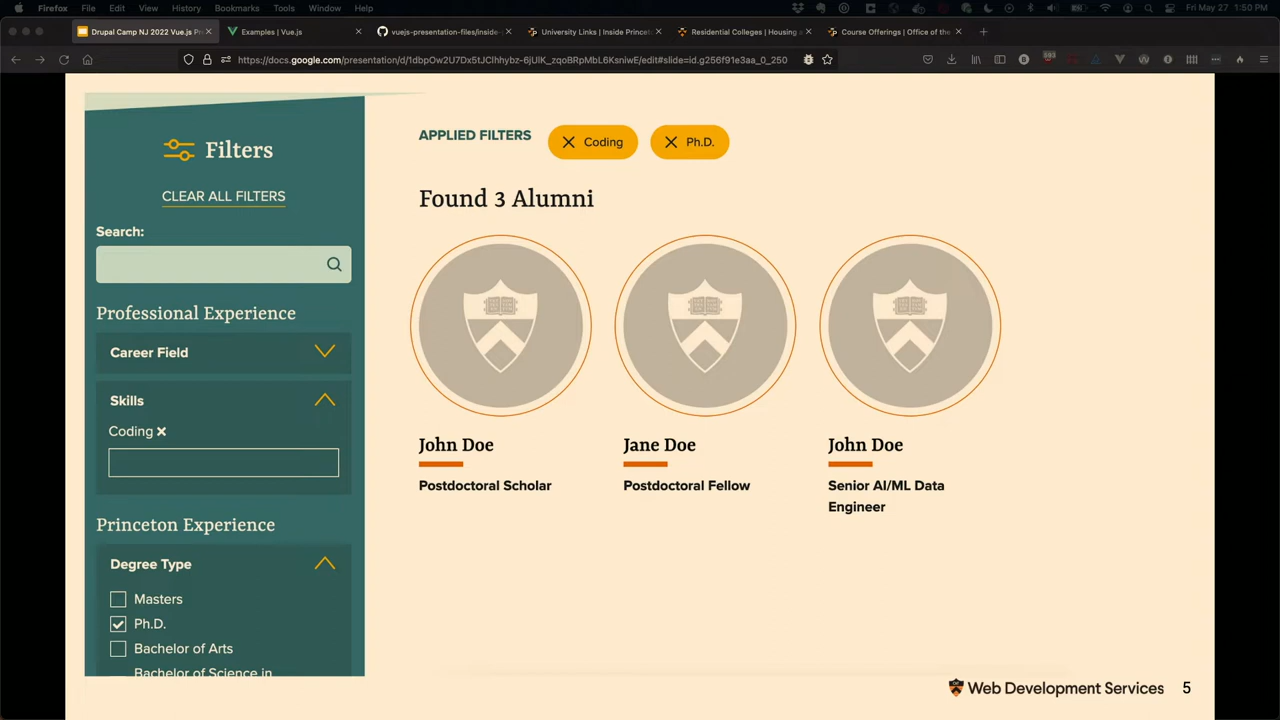 Firefox File Edit View History Bookmarks Tools Window Help Fri May 27 1:50 PM
Drupal Camp NJ 2022 Vue.js Pr
Examples | Vue.js
vuejs-presentation-files/inside-
University Links | Inside Princet
Residential Colleges | Housing a
Course Offerings | Office of the
https://docs.google.com/presentation/d/1dbpOw2U7Dx5tJClhhybz-6jUIK_zqoBRpMbL6KsniwE/edit#slide=id.g256f91e3aa_0_250
593
Filters
CLEAR ALL FILTERS
Search:
Professional Experience
Career Field
Skills
Coding
Princeton Experience
Degree Type
Masters
Ph.D.
Bachelor of Arts
Bachelor of Science in
APPLIED FILTERS
Coding
Ph.D.
Found 3 Alumni
John Doe
Postdoctoral Scholar
Jane Doe
Postdoctoral Fellow
John Doe
Senior AI/ML Data
Engineer
Web Development Services 5